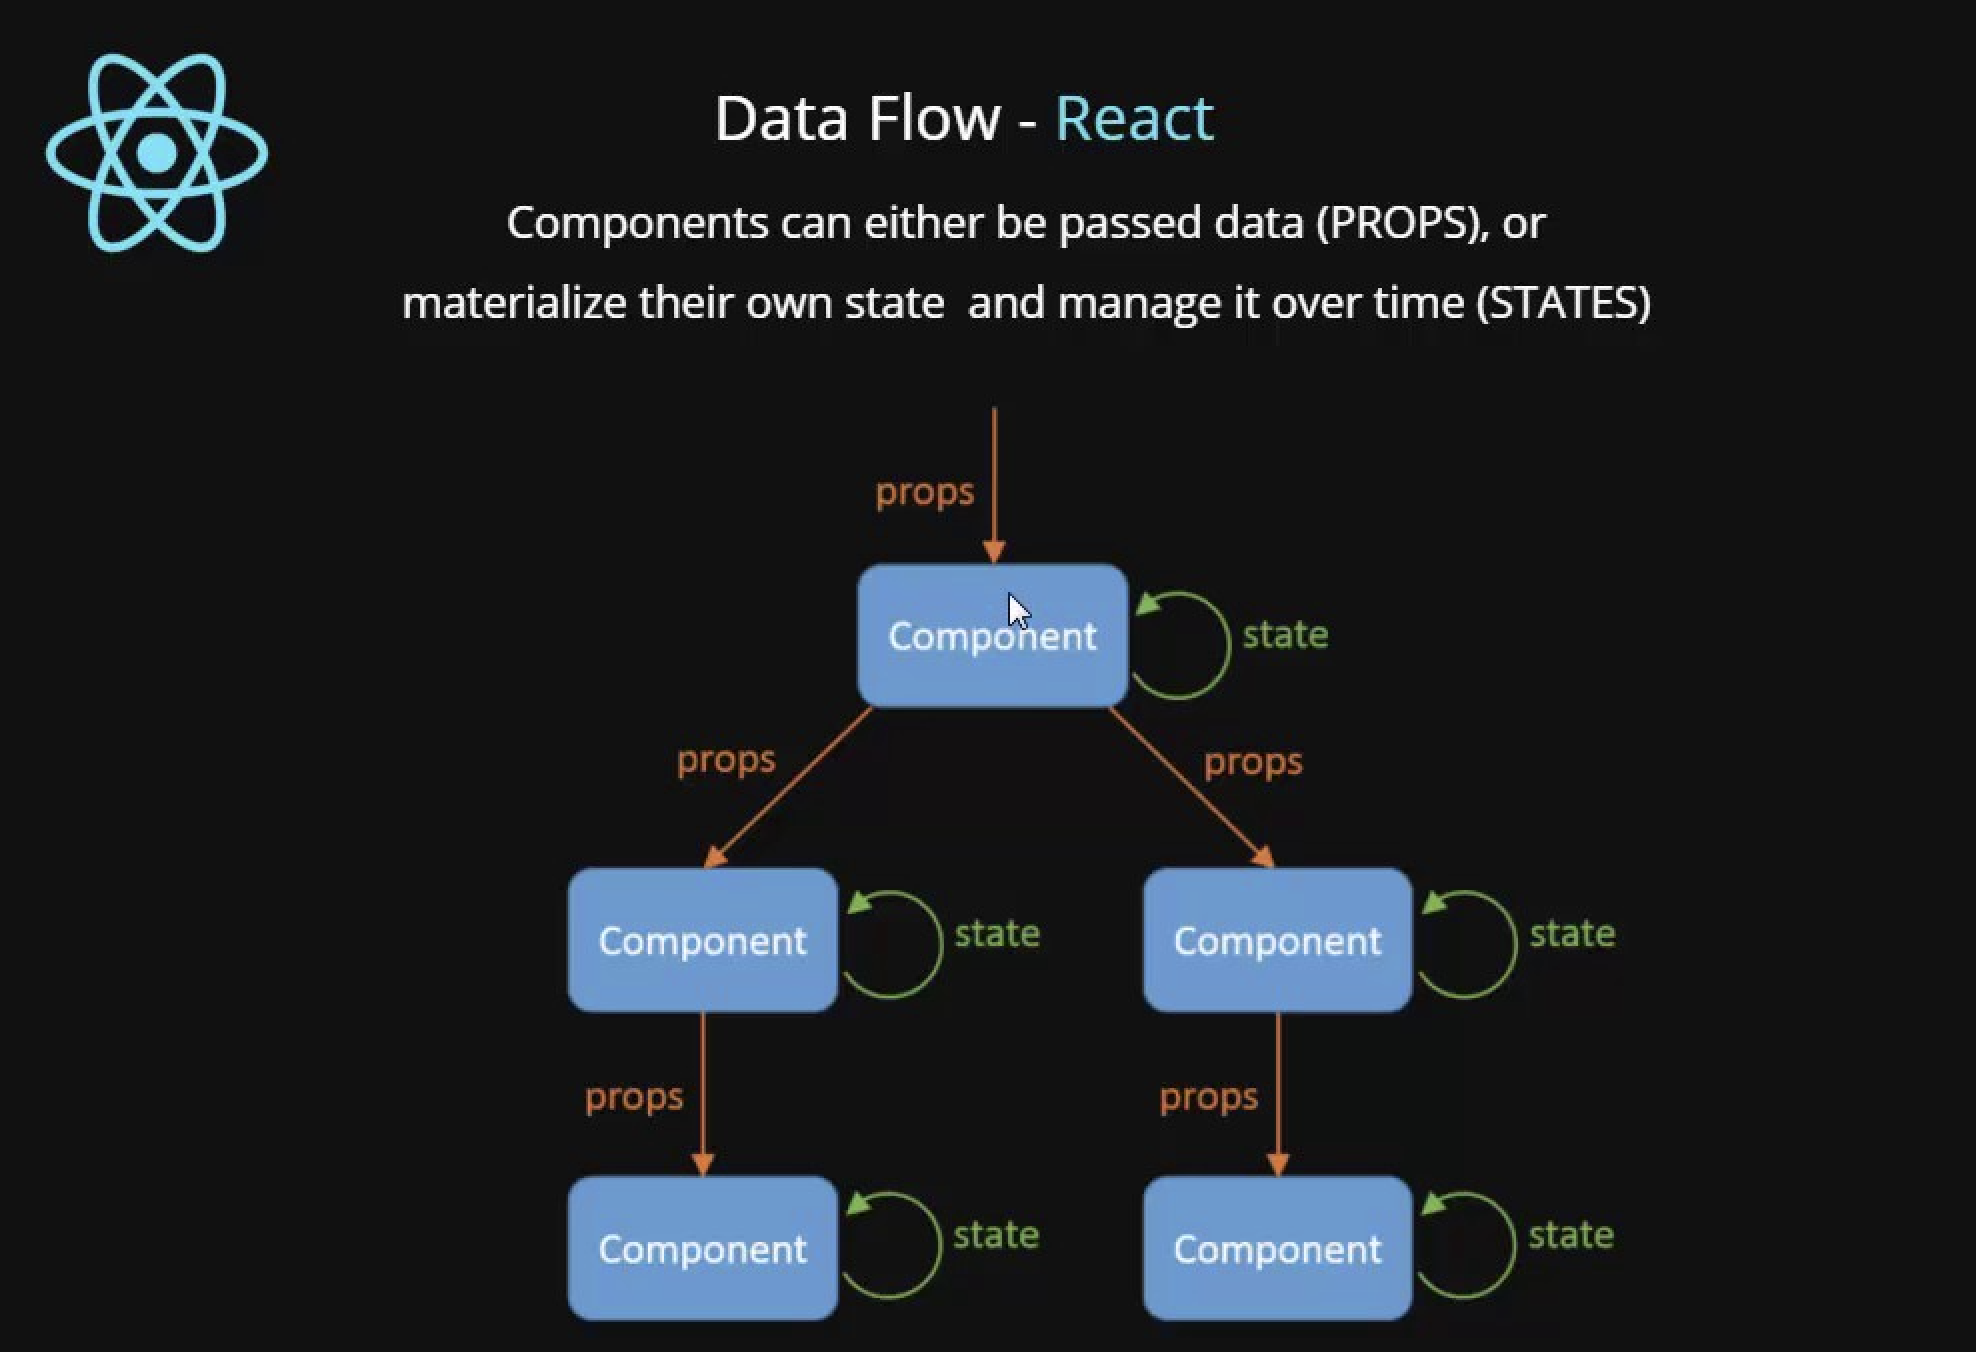 Data Flow - React
Components can either be passed data (PROPS), or
materialize their own state and manage it over time (STATES)
props
Component
state
props
props
Component
state
Component
state
props
props
Component
state
Component
state